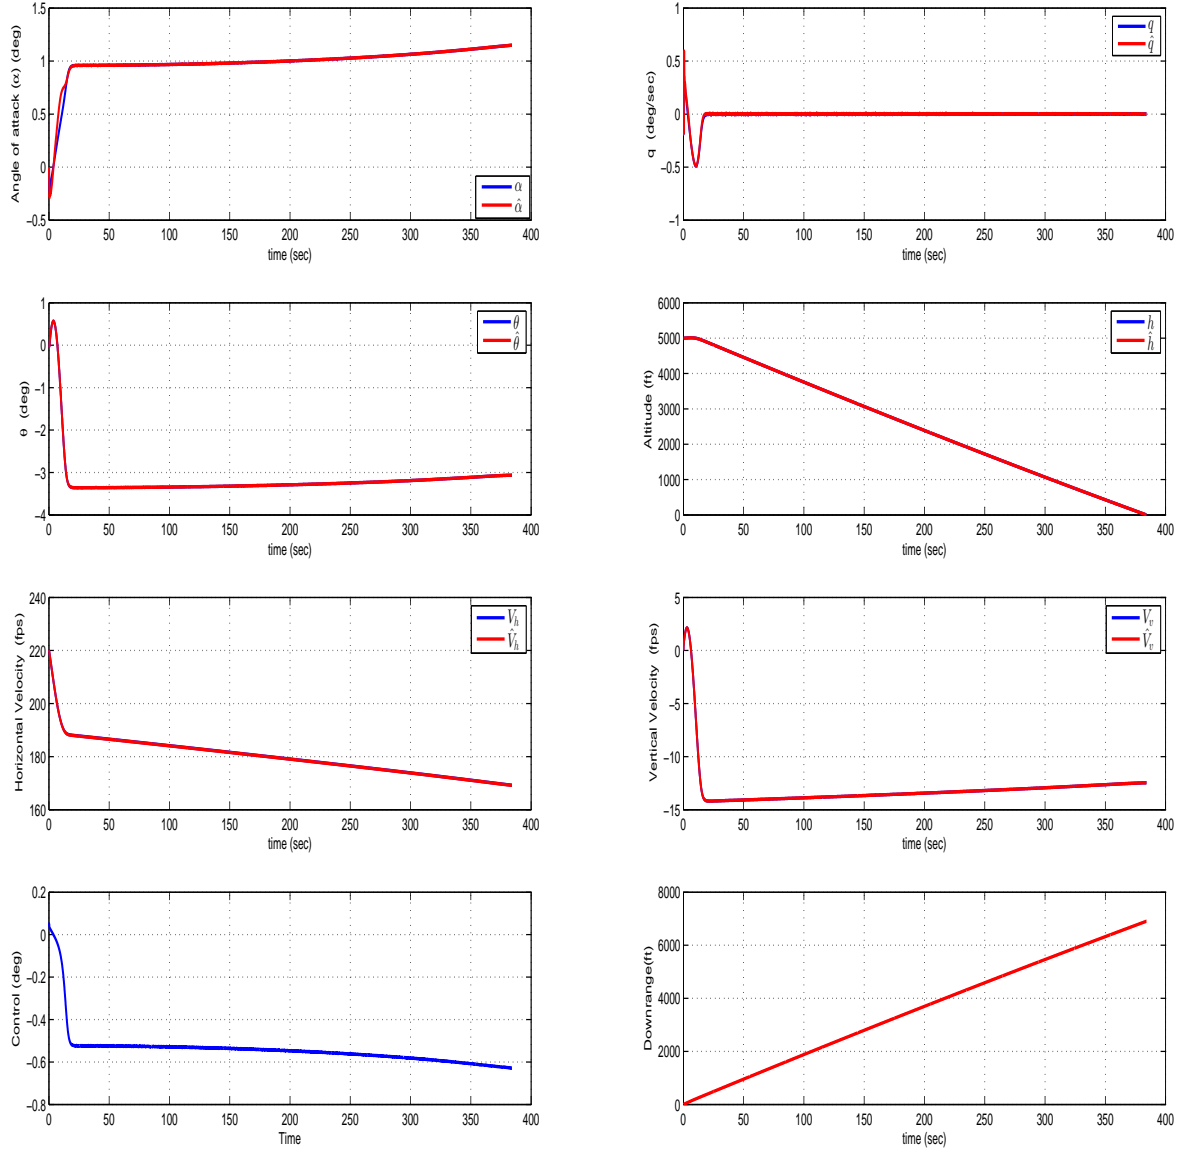 1.5
1
0.5
0
−0.5
Angle of attack (α) (deg)
0 50 100 150 200 250 300 350 400
time (sec)
α
α̂
1
0.5
0
−0.5
−1
q (deg/sec)
0 50 100 150 200 250 300 350 400
time (sec)
q
q̂
1
0
−1
−2
−3
−4
θ (deg)
0 50 100 150 200 250 300 350 400
time (sec)
θ
θ̂
6000
5000
4000
3000
2000
1000
0
Altitude (ft)
0 50 100 150 200 250 300 350 400
time (sec)
h
ĥ
240
220
200
180
160
Horizontal Velocity (fps)
0 50 100 150 200 250 300 350 400
time (sec)
V_h
V̂_h
5
0
−5
−10
−15
Vertical Velocity (fps)
0 50 100 150 200 250 300 350 400
time (sec)
V_v
V̂_v
0.2
0
−0.2
−0.4
−0.6
−0.8
Control (deg)
0 50 100 150 200 250 300 350 400
Time
8000
6000
4000
2000
0
Downrange(ft)
0 50 100 150 200 250 300 350 400
time (sec)